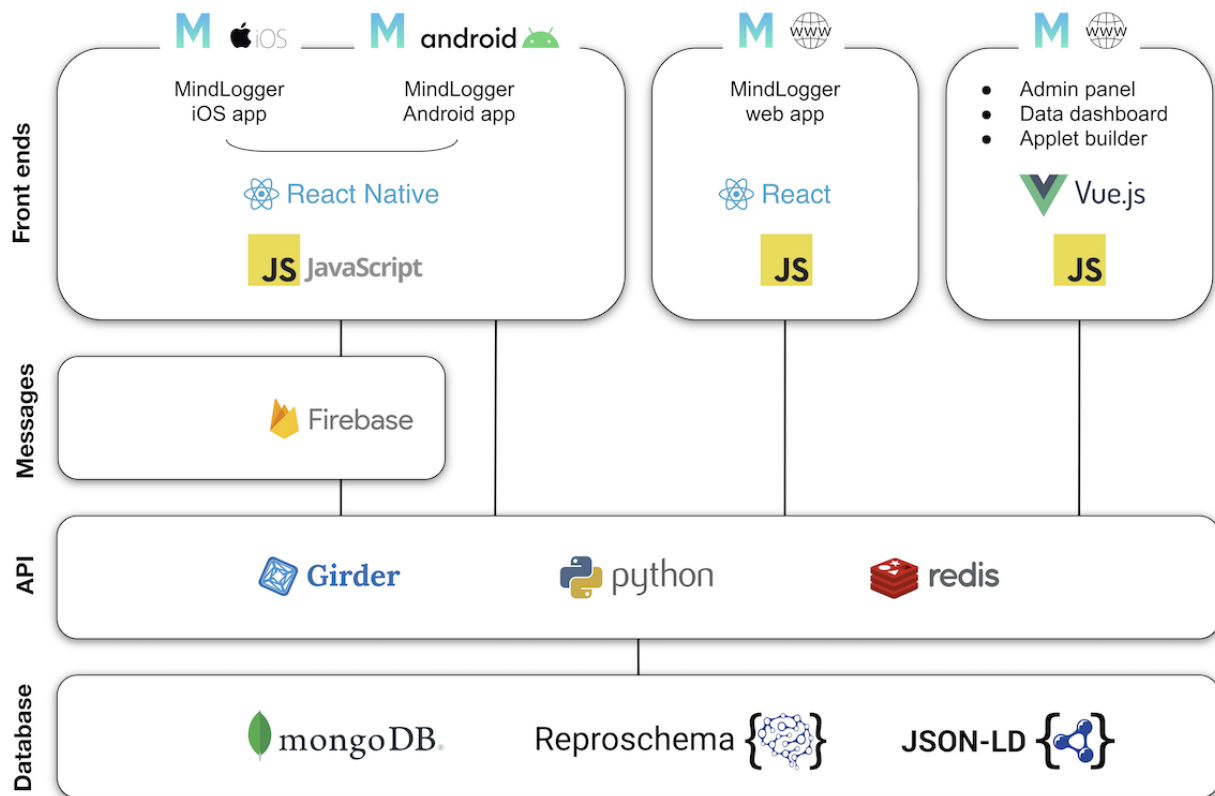 M iOS
M android
M www
M www
Front ends
MindLogger
iOS app
MindLogger
Android app
React Native
JS JavaScript
MindLogger
web app
React
JS
● Admin panel
● Data dashboard
● Applet builder
Vue.js
JS
Messages
Firebase
API
Girder
python
redis
Database
mongoDB®
Reproschema
JSON-LD